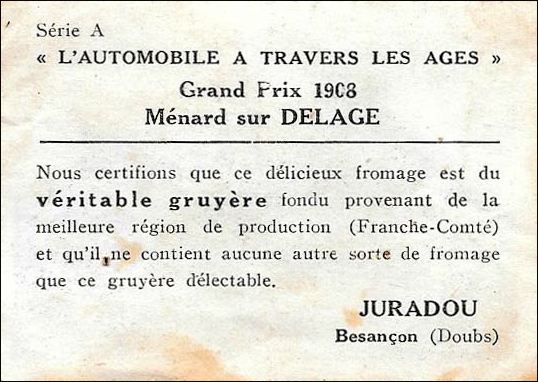 Série A
« L'AUTOMOBILE A TRAVERS LES AGES »
Grand Prix 1908
Ménard sur DELAGE
Nous certifions que ce délicieux fromage est du
véritable gruyère fondu provenant de la
meilleure région de production (Franche-Comté)
et qu'il ne contient aucune autre sorte de fromage
que ce gruyère délectable.
JURADOU
Besançon (Doubs)